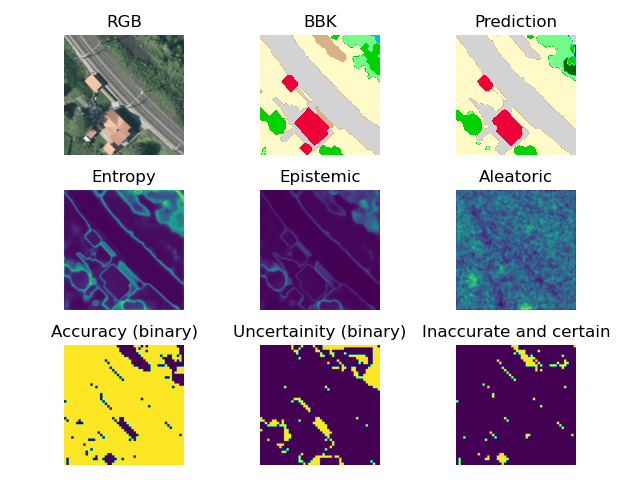 RGB
BBK
Prediction
Entropy
Epistemic
Aleatoric
Accuracy (binary)
Uncertainity (binary)
Inaccurate and certain